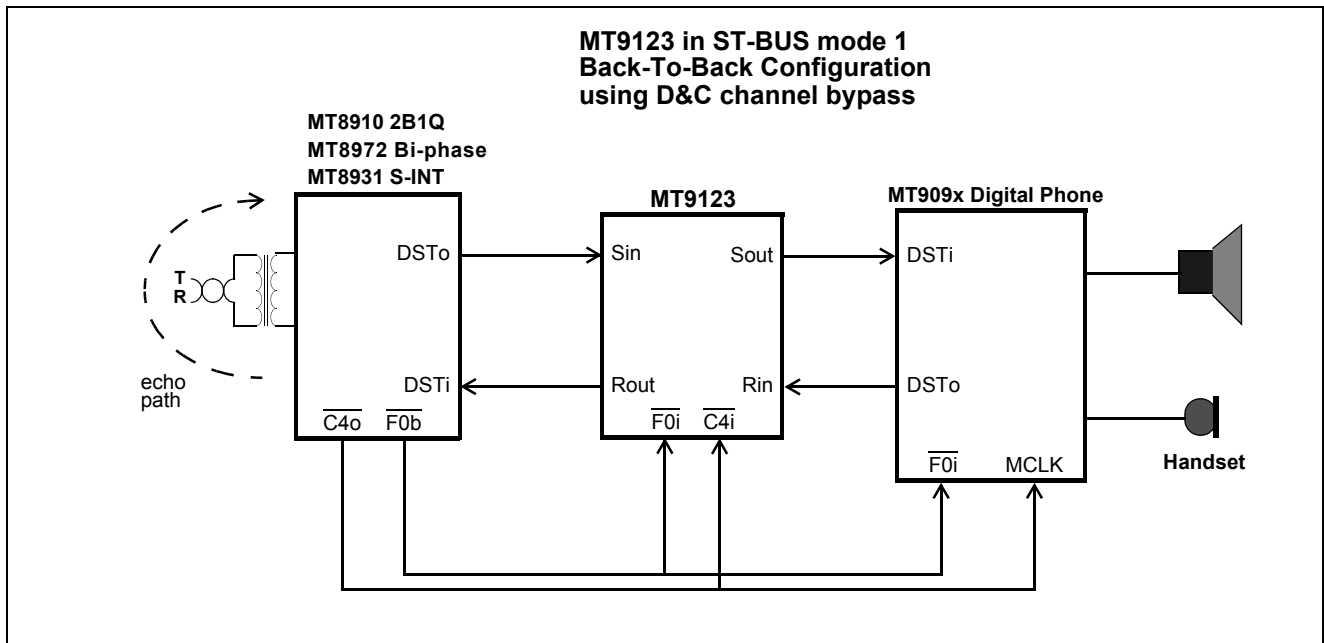 MT9123 in ST-BUS mode 1
Back-To-Back Configuration
using D&C channel bypass
MT8910 2B1Q
MT8972 Bi-phase
MT8931 S-INT
MT9123
MT909x Digital Phone
DSTo
Sin
Sout
DSTi
T
R
echo
path
DSTi
Rout
Rin
DSTo
C4o
F0b
F0i
C4i
F0i
MCLK
Handset